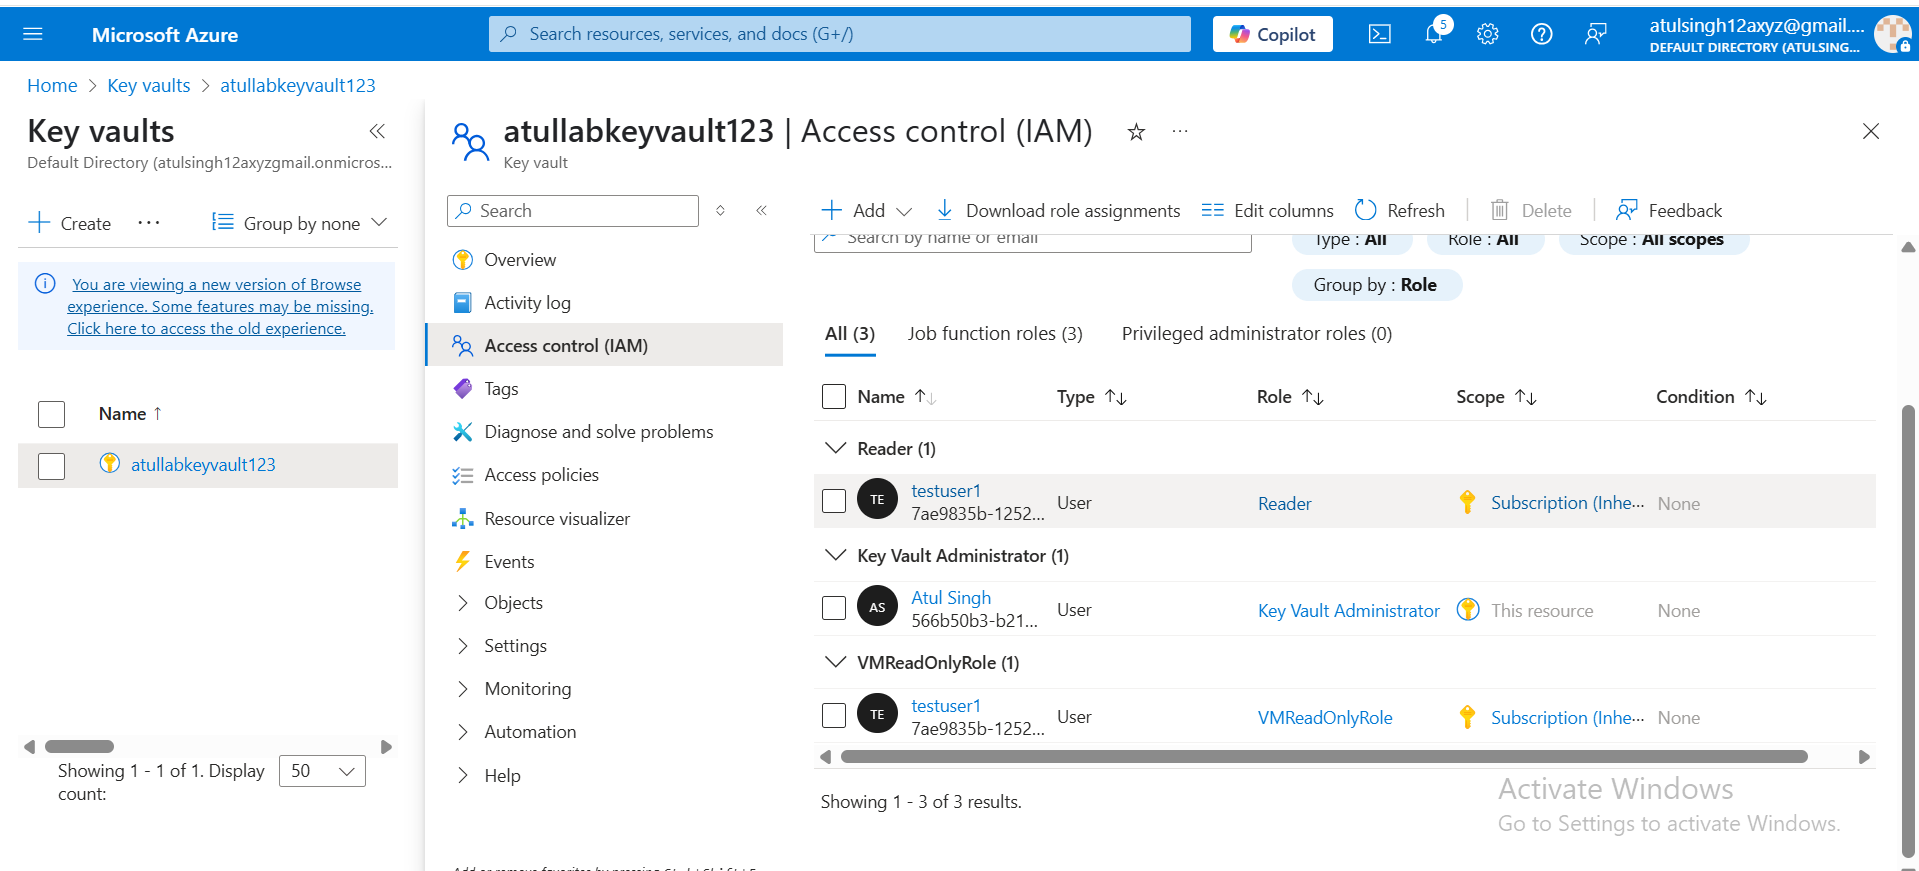 Microsoft Azure
Search resources, services, and docs (G+/)
Copilot
5
atulsingh12axyz@gmail....
DEFAULT DIRECTORY (ATULSING...
Home > Key vaults > atullabkeyvault123
Key vaults
Default Directory (atulsingh12axyzgmail.onmicros...
Create
Group by none
You are viewing a new version of Browse
experience. Some features may be missing.
Click here to access the old experience.
Name ↑
atullabkeyvault123
Showing 1 - 1 of 1. Display
count:
50
atullabkeyvault123 | Access control (IAM)
Key vault
Search
Overview
Activity log
Access control (IAM)
Tags
Diagnose and solve problems
Access policies
Resource visualizer
Events
Objects
Settings
Monitoring
Automation
Help
Add
Download role assignments
Edit columns
Refresh
Delete
Feedback
Search by name or email
Type : All
Role : All
Scope : All scopes
Group by : Role
All (3)
Job function roles (3)
Privileged administrator roles (0)
Name Type Role Scope Condition
Reader (1)
TE
testuser1
7ae9835b-1252...
User
Reader
Subscription (Inhe...
None
Key Vault Administrator (1)
AS
Atul Singh
566b50b3-b21...
User
Key Vault Administrator
This resource
None
VMReadOnlyRole (1)
TE
testuser1
7ae9835b-1252...
User
VMReadOnlyRole
Subscription (Inhe...
None
Showing 1 - 3 of 3 results.
Activate Windows
Go to Settings to activate Windows.